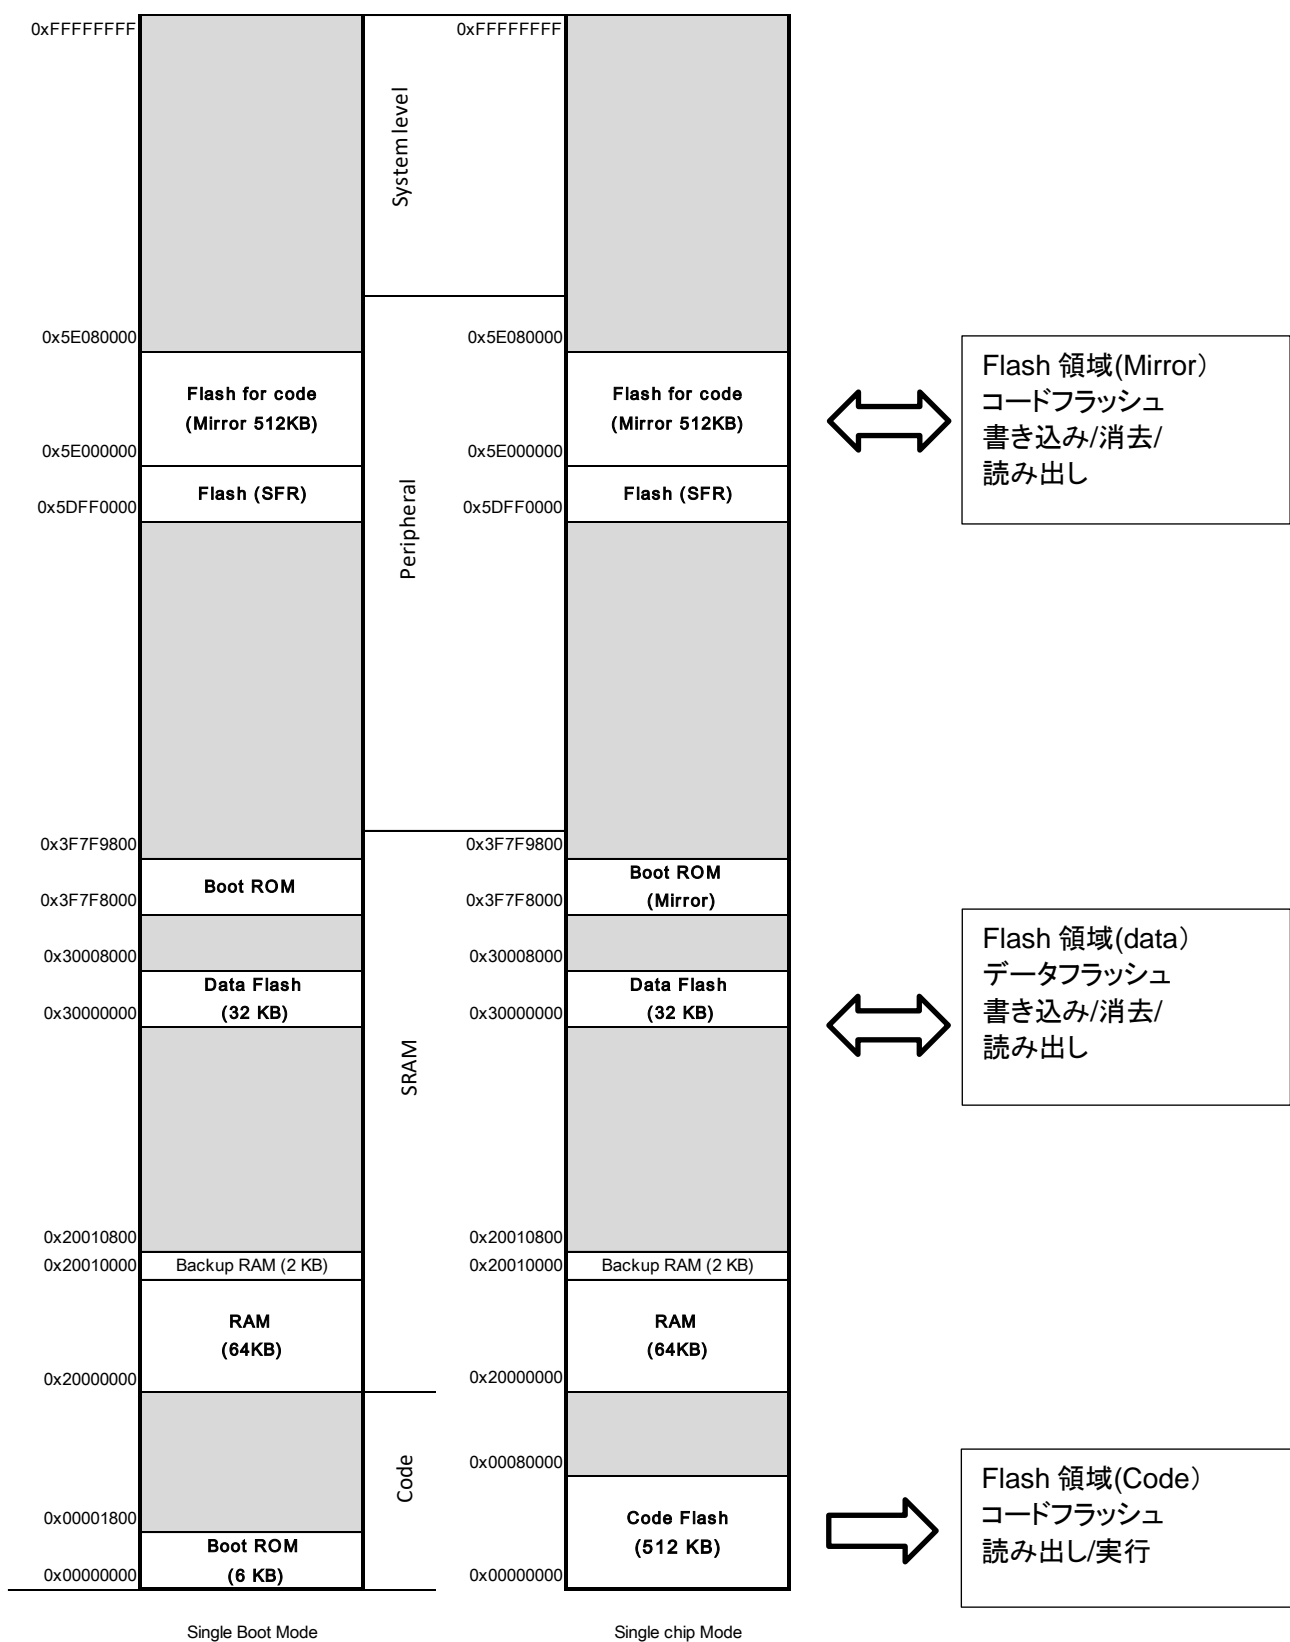 0xFFFFFFFF
System level
0x5E080000
Flash for code
(Mirror 512KB)
0x5E000000
Flash (SFR)
0x5DFF0000
Peripheral
0x3F7F9800
Boot ROM
0x3F7F8000
0x30008000
Data Flash
(32 KB)
0x30000000
SRAM
0x20010800
0x20010000
Backup RAM (2 KB)
RAM
(64KB)
0x20000000
Code
0x00001800
Boot ROM
(6 KB)
0x00000000
Single Boot Mode
0xFFFFFFFF
0x5E080000
Flash for code
(Mirror 512KB)
0x5E000000
Flash (SFR)
0x5DFF0000
0x3F7F9800
Boot ROM
(Mirror)
0x3F7F8000
0x30008000
Data Flash
(32 KB)
0x30000000
0x20010800
0x20010000
Backup RAM (2 KB)
RAM
(64KB)
0x20000000
0x00080000
Code Flash
(512 KB)
0x00000000
Single chip Mode
Flash 領域(Mirror）
コードフラッシュ
書き込み/消去/
読み出し
Flash 領域(data）
データフラッシュ
書き込み/消去/
読み出し
Flash 領域(Code）
コードフラッシュ
読み出し/実行